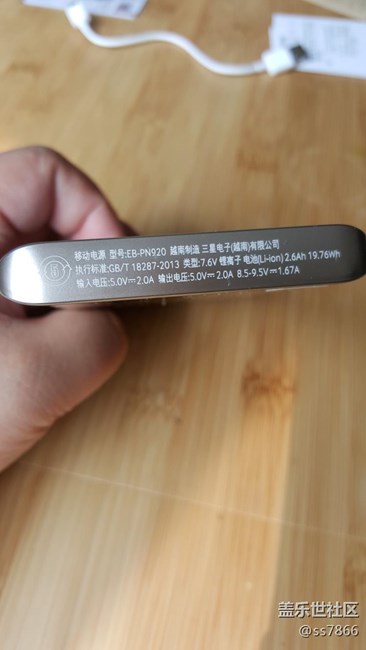 移动电源 型号:EB-PN920 越南制造 三星电子(越南)有限公司
执行标准:GB/T 18287-2013 类型:7.6V 锂离子 电池(Li-ion) 2.6Ah 19.76Wh
输入电压:5.0V⎓2.0A 输出电压:5.0V⎓2.0A 8.5-9.5V⎓1.67A
盖乐世社区
@ss7866